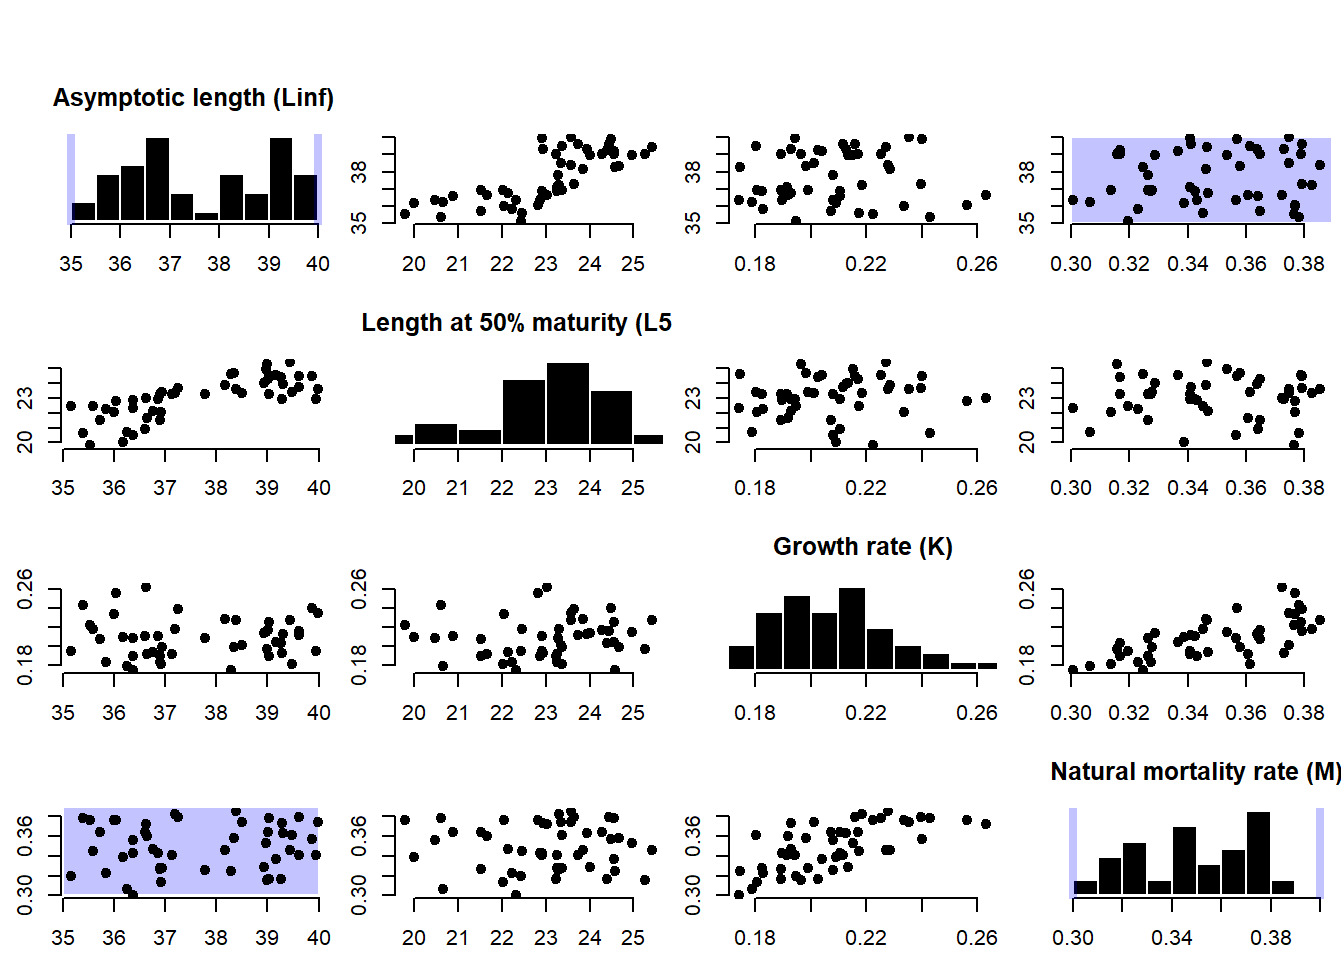 Asymptotic length (Linf)
38
35
38
35
38
35
35 36 37 38 39 40
20 21 22 23 24 25
0.18 0.22 0.26
0.30 0.32 0.34 0.36 0.38
Length at 50% maturity (L5
23
20
23
20
23
20
35 36 37 38 39 40
20 21 22 23 24 25
0.18 0.22 0.26
0.30 0.32 0.34 0.36 0.38
Growth rate (K)
0.26
0.18
0.26
0.18
0.26
0.18
35 36 37 38 39 40
20 21 22 23 24 25
0.18 0.22 0.26
0.30 0.32 0.34 0.36 0.38
Natural mortality rate (M)
0.36
0.30
0.36
0.30
0.36
0.30
35 36 37 38 39 40
20 21 22 23 24 25
0.18 0.22 0.26
0.30 0.34 0.38